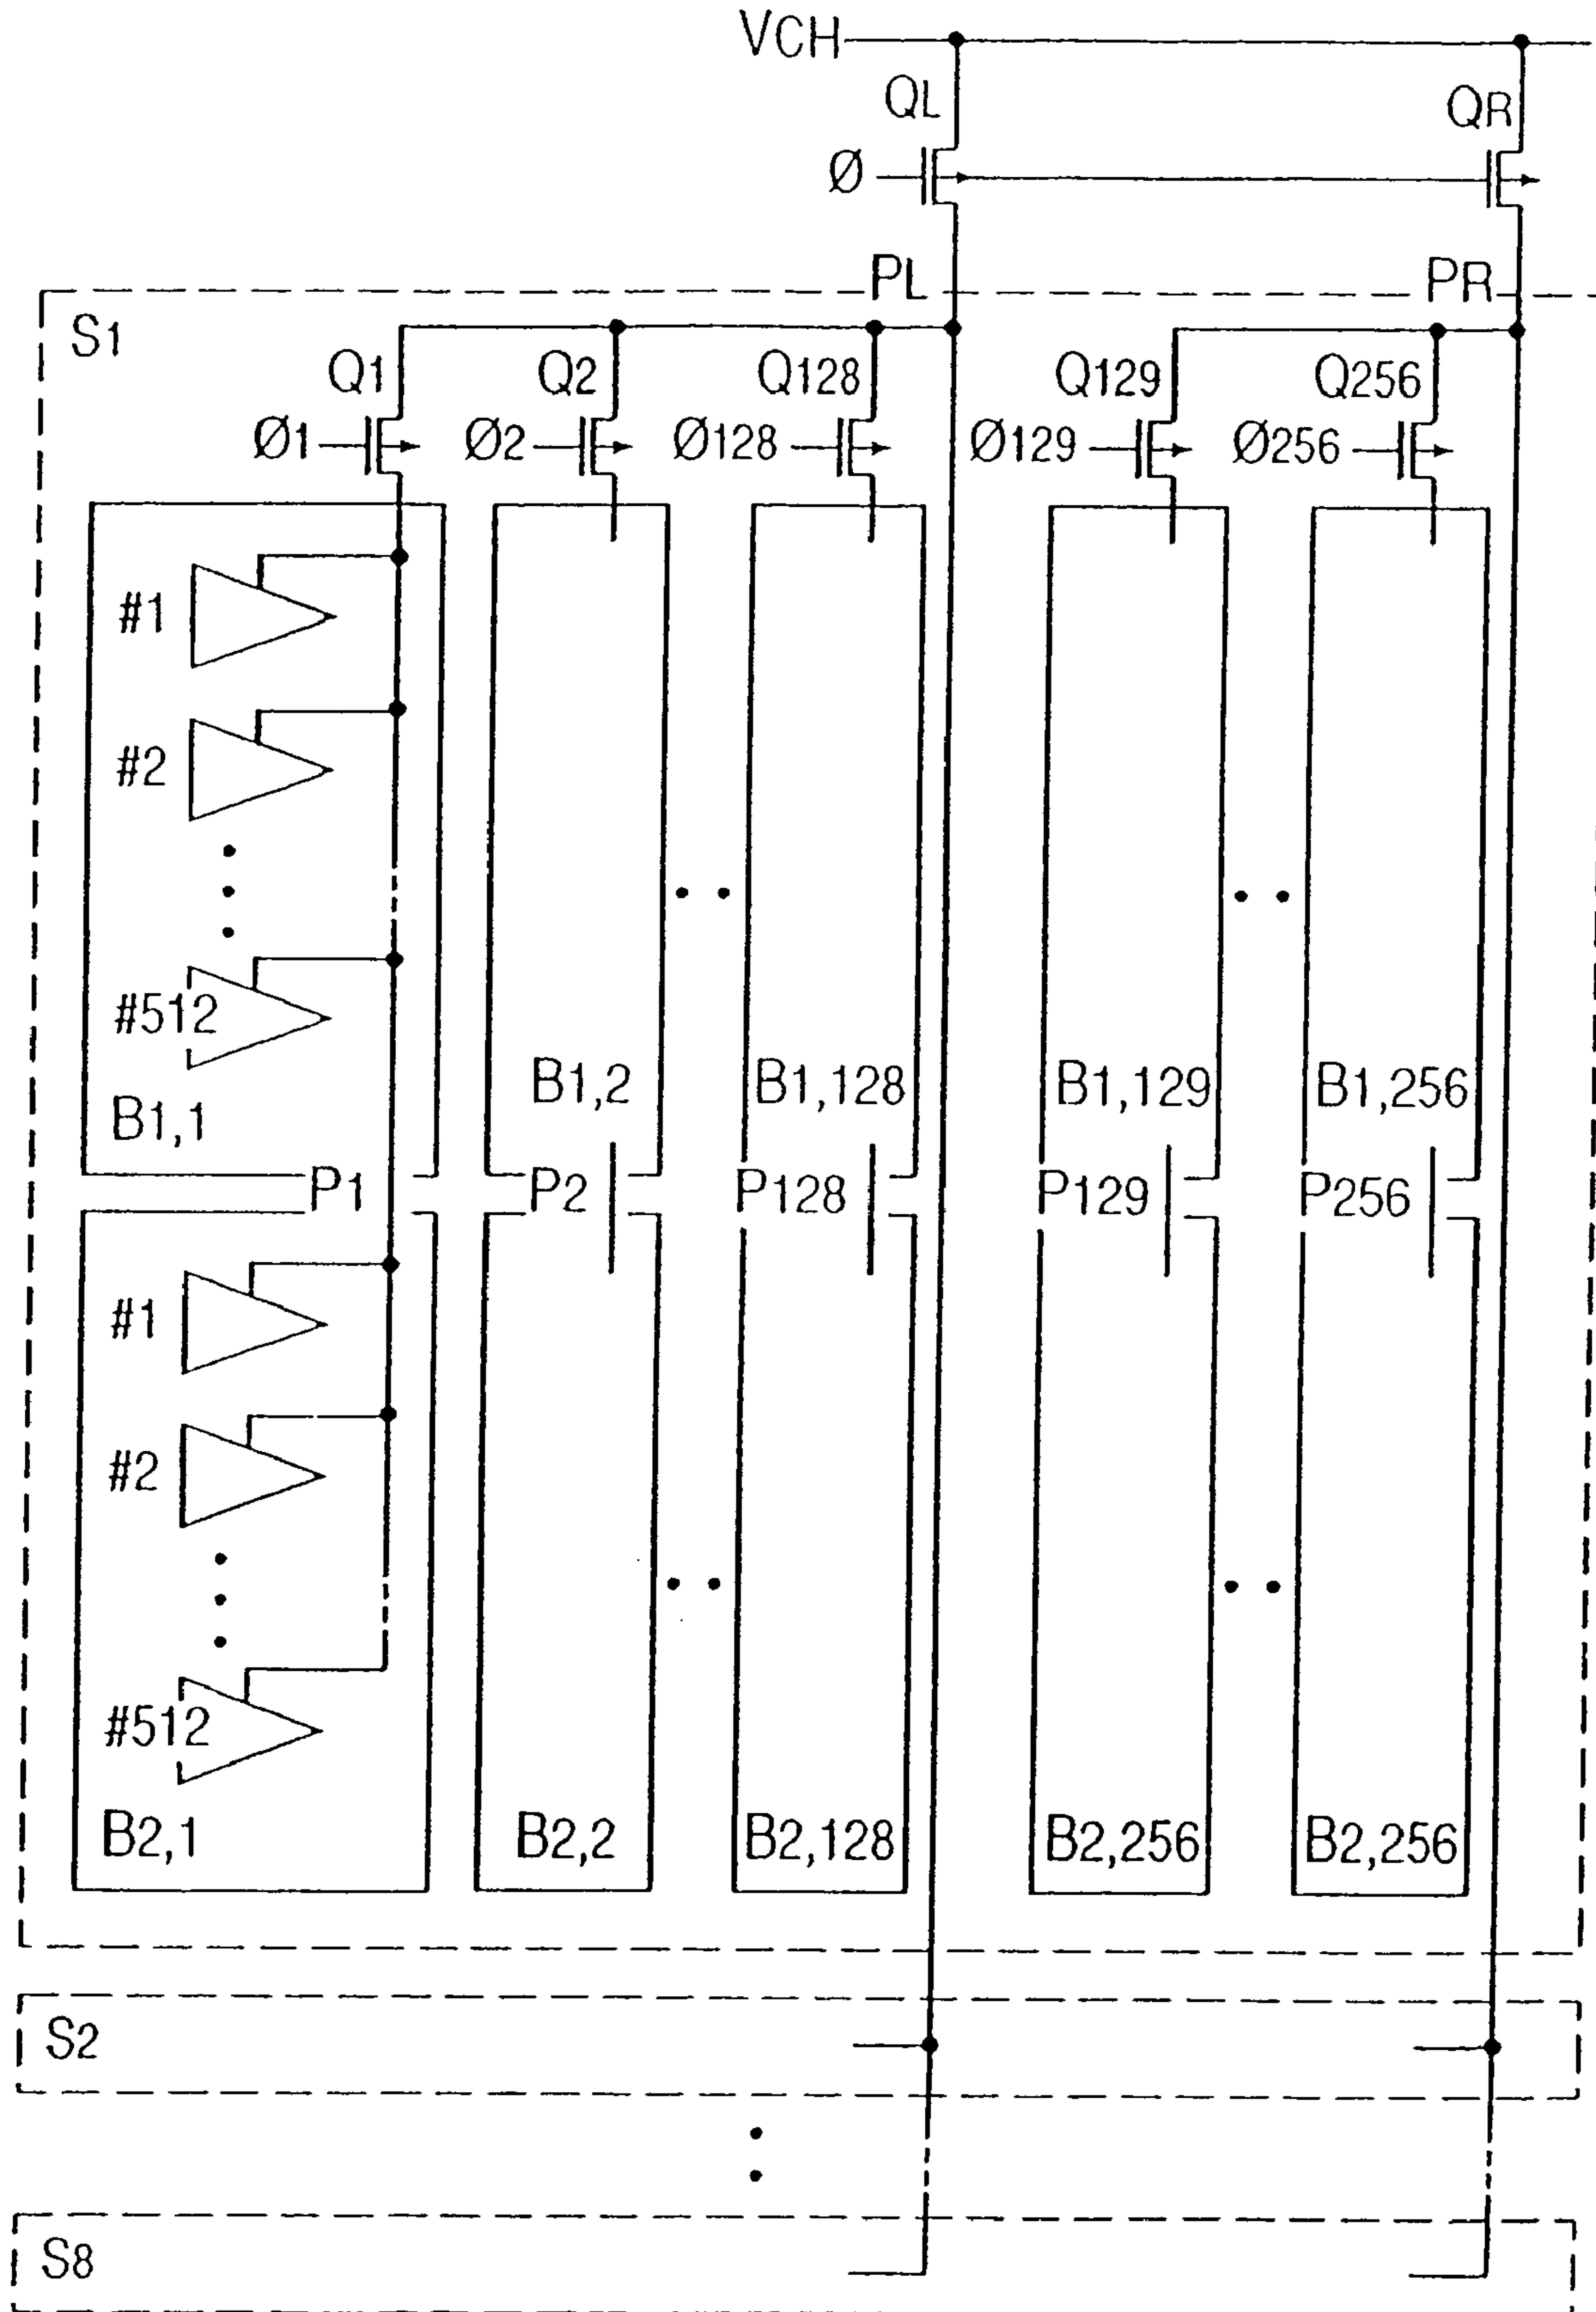 VCH
QL QR
Ø
PL PR
S1
Q1 Q2 Q128 Q129 Q256
Ø1 Ø2 Ø128 Ø129 Ø256
#1
#2
#512
B1,1 B1,2 B1,128 B1,129 B1,256
P1 P2 P128 P129 P256
#1
#2
#512
B2,1 B2,2 B2,128 B2,256 B2,256
S2
S8